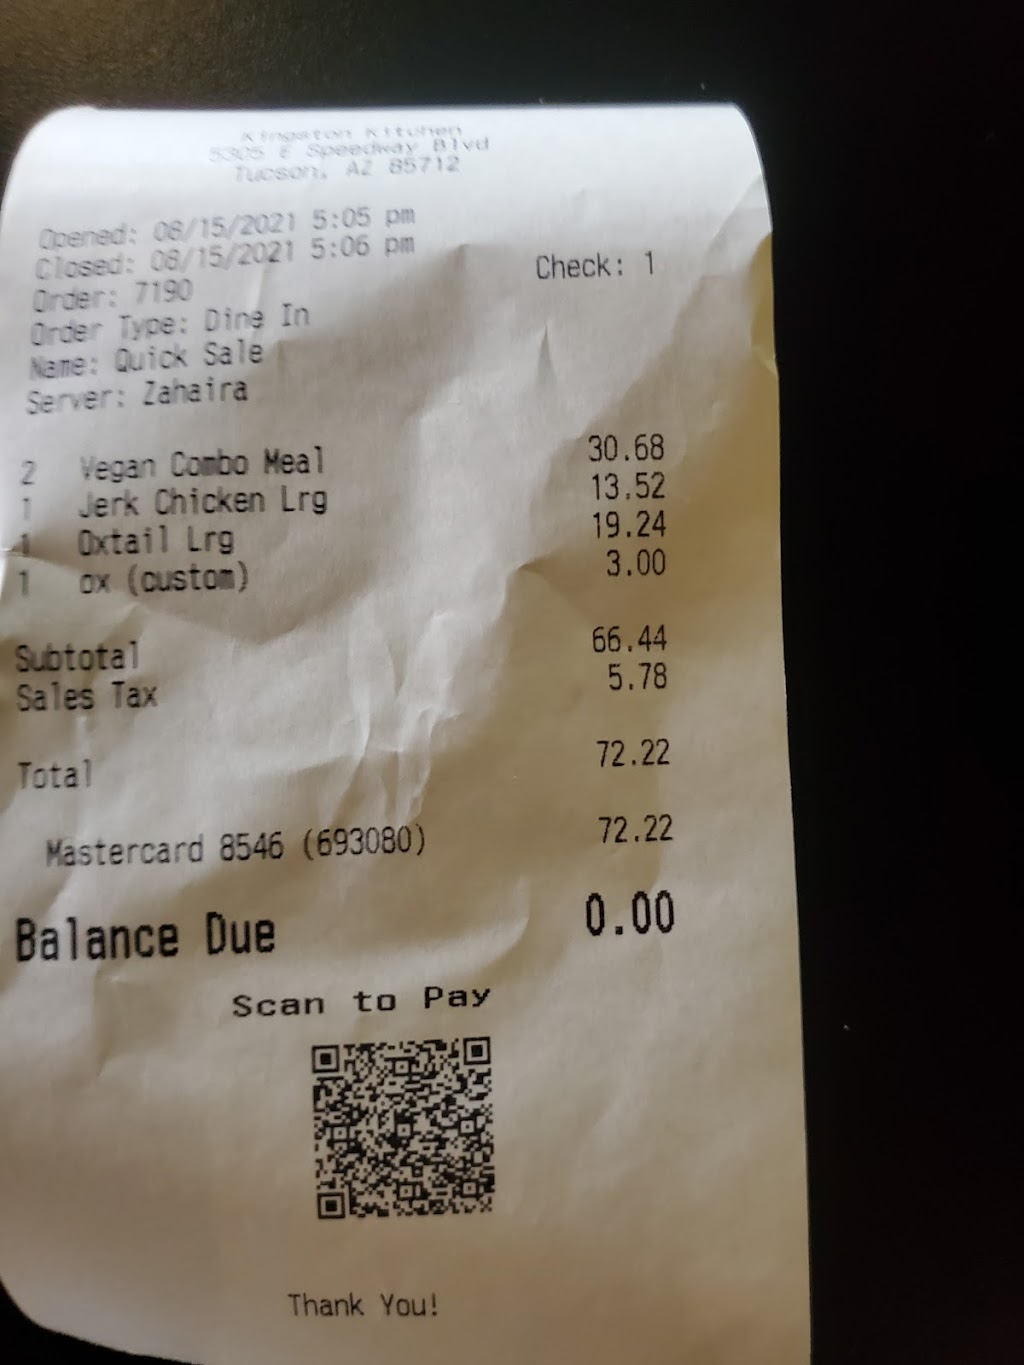 Kingston Kitchen
5305 E Speedway Blvd
Tucson, AZ 85712
Opened: 08/15/2021 5:05 pm
Closed: 08/15/2021 5:06 pm
Check: 1
Order: 7190
Order Type: Dine In
Name: Quick Sale
Server: Zahaira
2 Vegan Combo Meal 30.68
1 Jerk Chicken Lrg 13.52
1 Oxtail Lrg 19.24
1 ox (custom) 3.00
Subtotal 66.44
Sales Tax 5.78
Total 72.22
Mastercard 8546 (693080) 72.22
Balance Due 0.00
Scan to Pay
Thank You!